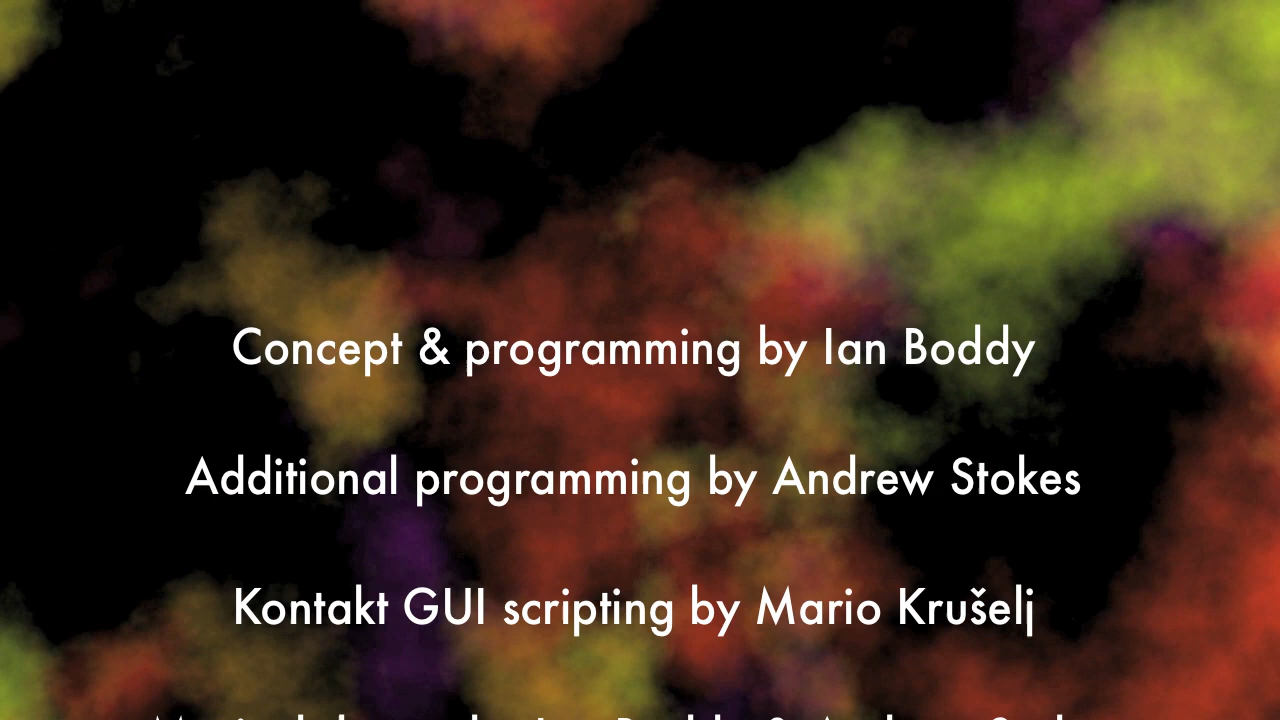 Concept & programming by Ian Boddy
Additional programming by Andrew Stokes
Kontakt GUI scripting by Mario Krušelj